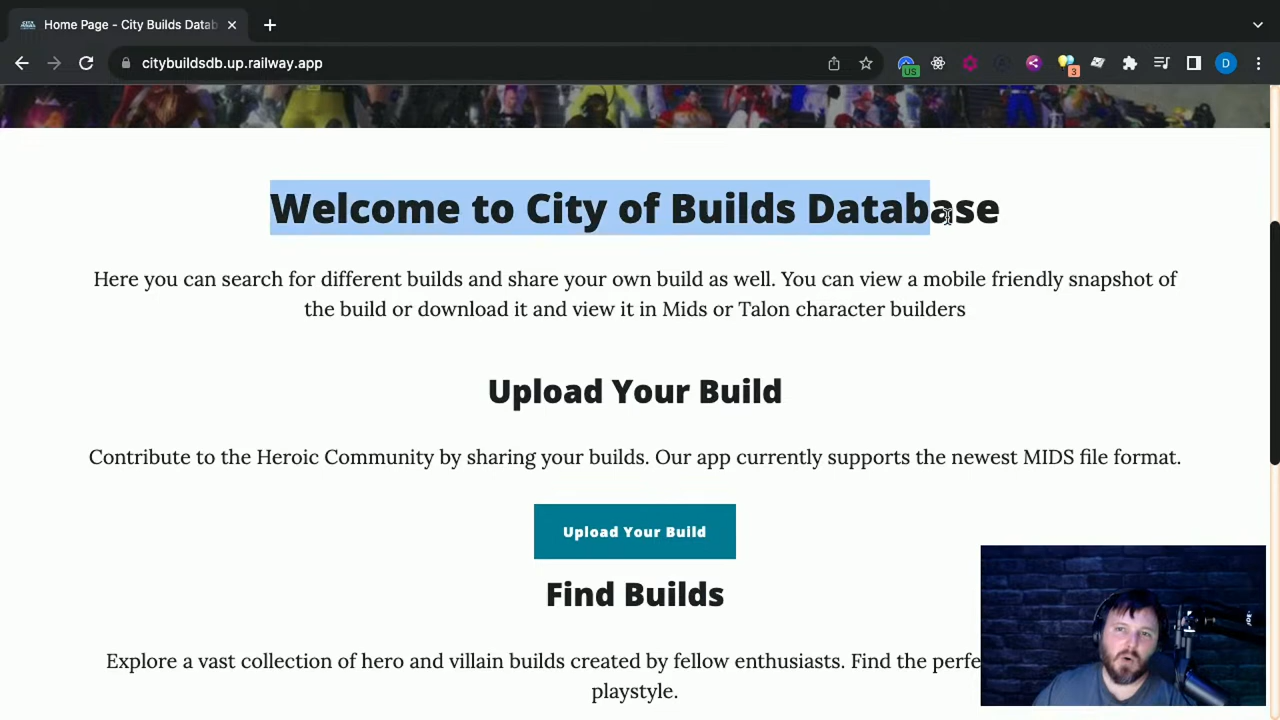 Home Page - City Builds Datab
citybuildsdb.up.railway.app
US
3
D
Welcome to City of Builds Database
Here you can search for different builds and share your own build as well. You can view a mobile friendly snapshot of
the build or download it and view it in Mids or Talon character builders
Upload Your Build
Contribute to the Heroic Community by sharing your builds. Our app currently supports the newest MIDS file format.
Upload Your Build
Find Builds
Explore a vast collection of hero and villain builds created by fellow enthusiasts. Find the
playstyle.